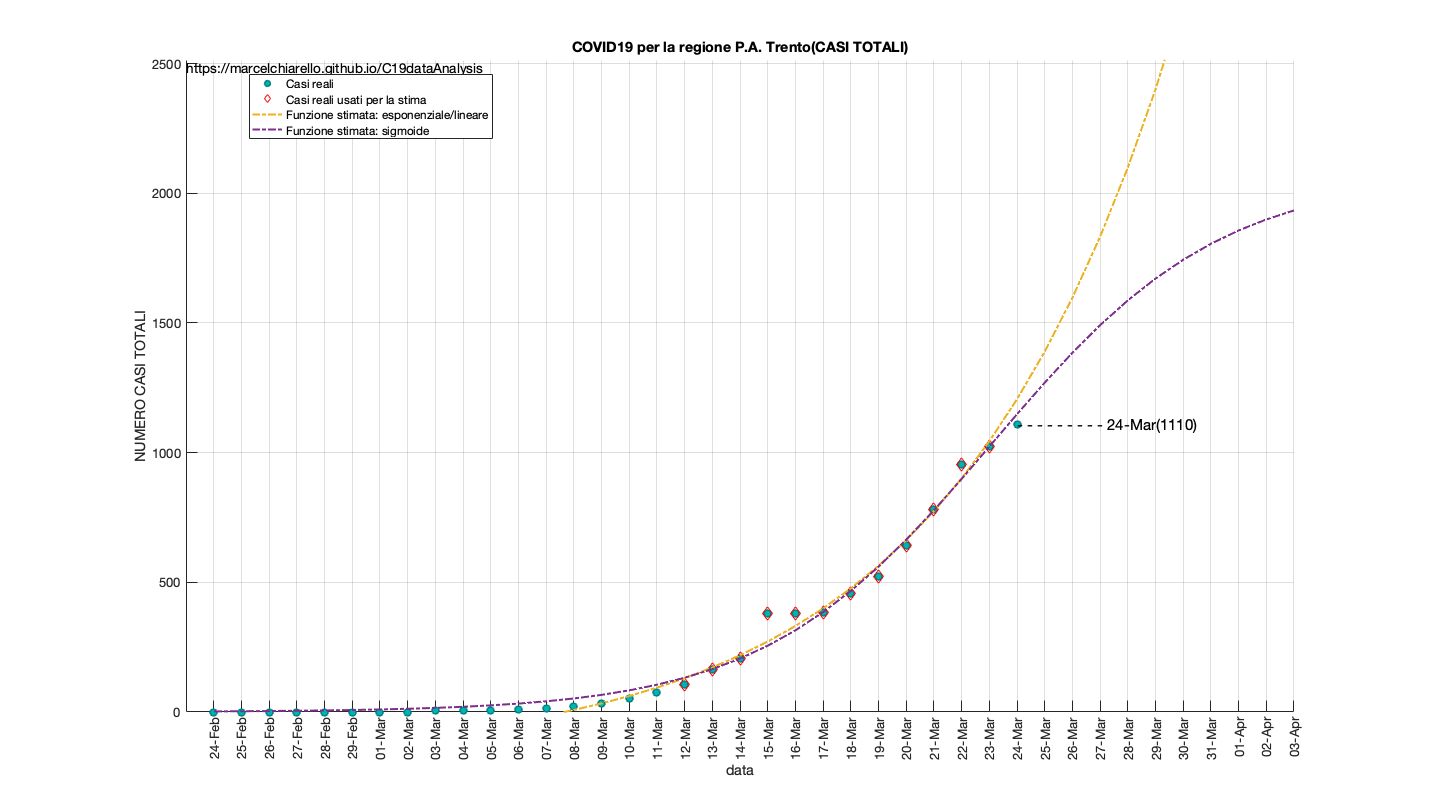 COVID19 per la regione P.A. Trento(CASI TOTALI)
https://marcelchiarello.github.io/C19dataAnalysis
Casi reali
Casi reali usati per la stima
Funzione stimata: esponenziale/lineare
Funzione stimata: sigmoide
2500
2000
1500
1000
500
0
NUMERO CASI TOTALI
24-Mar(1110)
24-Feb
25-Feb
26-Feb
27-Feb
28-Feb
29-Feb
01-Mar
02-Mar
03-Mar
04-Mar
05-Mar
06-Mar
07-Mar
08-Mar
09-Mar
10-Mar
11-Mar
12-Mar
13-Mar
14-Mar
15-Mar
16-Mar
17-Mar
18-Mar
19-Mar
20-Mar
21-Mar
22-Mar
23-Mar
24-Mar
25-Mar
26-Mar
27-Mar
28-Mar
29-Mar
30-Mar
31-Mar
01-Apr
02-Apr
03-Apr
data